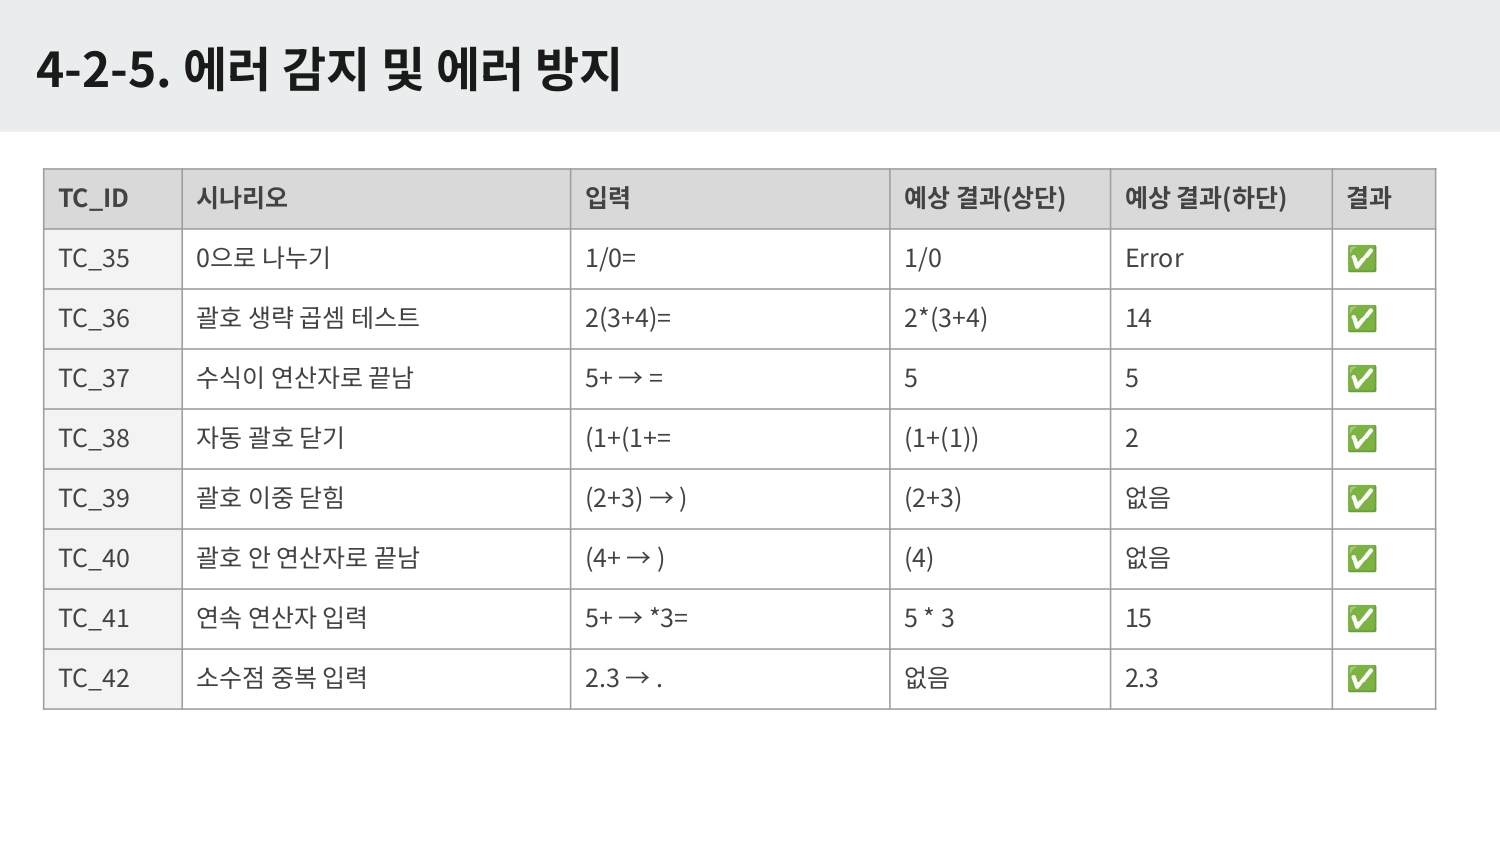 4-2-5. 에러 감지 및 에러 방지
TC_ID 시나리오 입력 예상 결과(상단) 예상 결과(하단) 결과
TC_35 0으로 나누기 1/0= 1/0 Error ✅
TC_36 괄호 생략 곱셈 테스트 2(3+4)= 2*(3+4) 14 ✅
TC_37 수식이 연산자로 끝남 5+ → = 5 5 ✅
TC_38 자동 괄호 닫기 (1+(1+= (1+(1)) 2 ✅
TC_39 괄호 이중 닫힘 (2+3) → ) (2+3) 없음 ✅
TC_40 괄호 안 연산자로 끝남 (4+ → ) (4) 없음 ✅
TC_41 연속 연산자 입력 5+ → *3= 5 * 3 15 ✅
TC_42 소수점 중복 입력 2.3 → . 없음 2.3 ✅